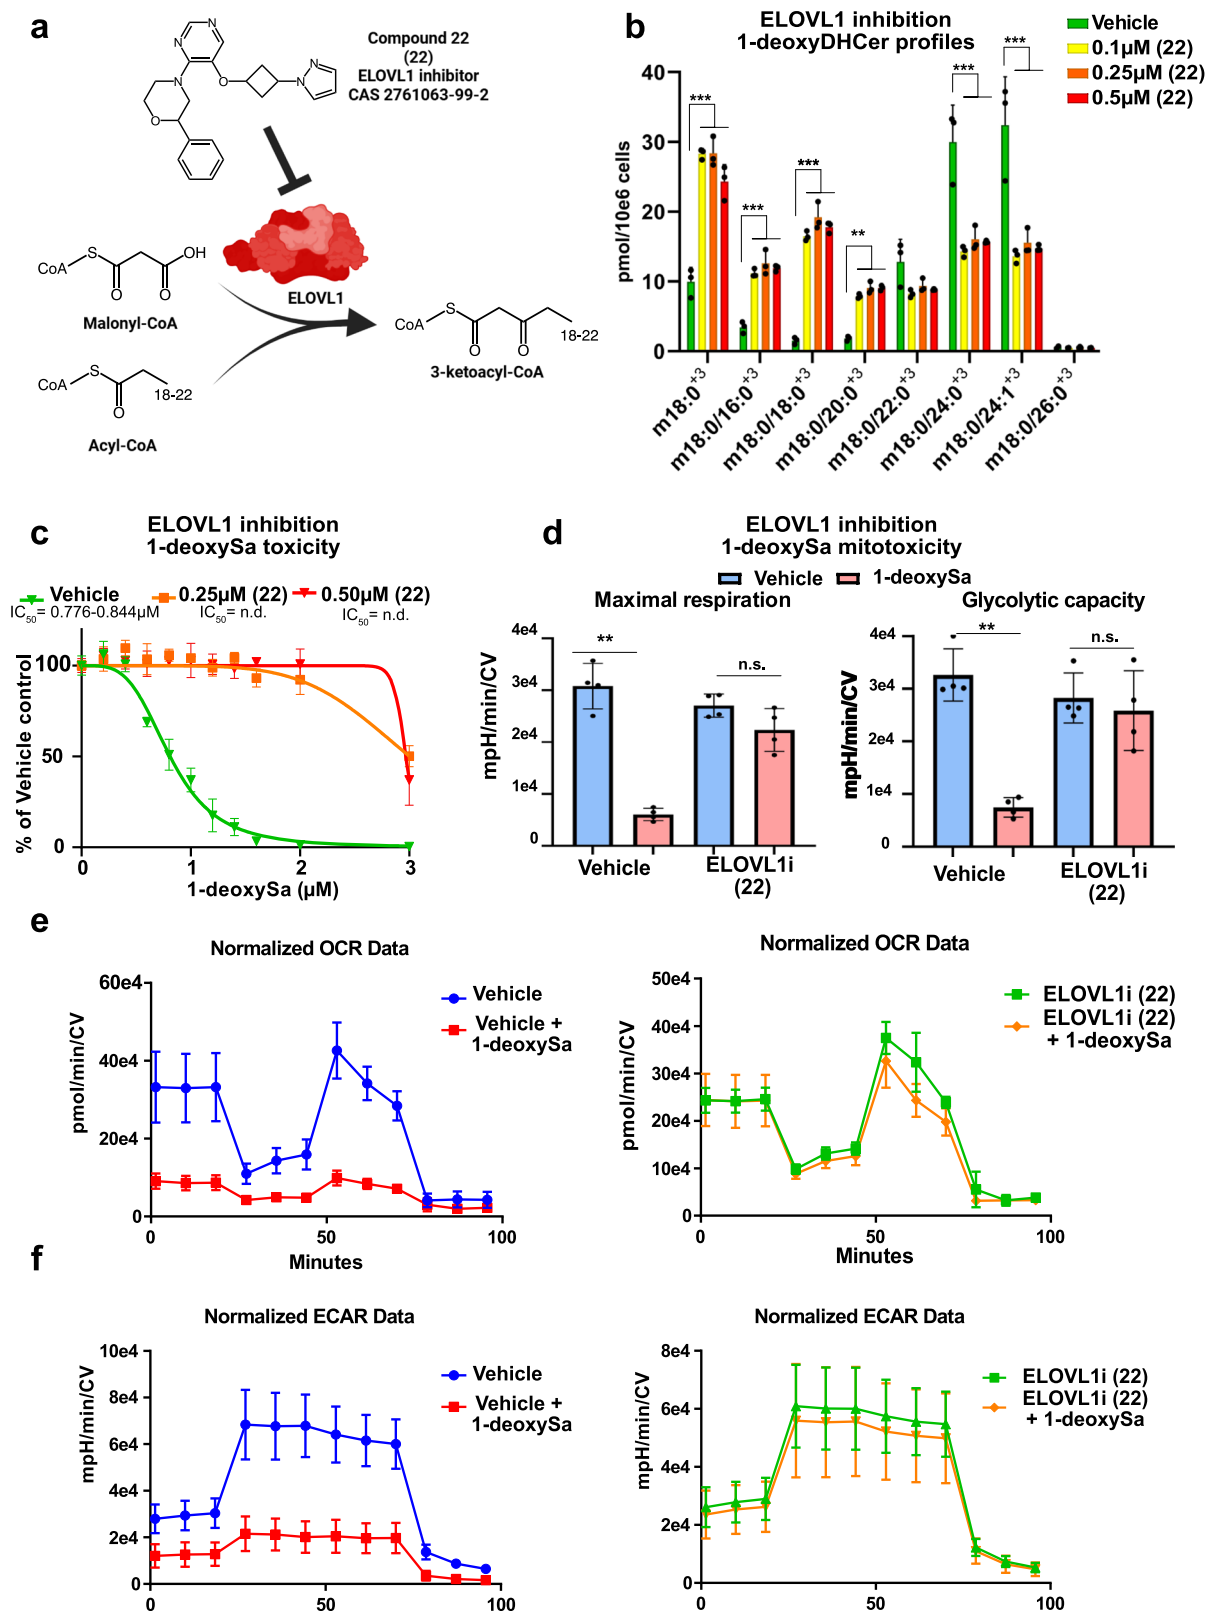 a
Compound 22
(22)
ELOVL1 inhibitor
CAS 2761063-99-2
N
N
N
O
N
N
O
ELOVL1
CoA
S
OH
O
O
Malonyl-CoA
CoA
S
O
18-22
Acyl-CoA
CoA
S
O
O
18-22
3-ketoacyl-CoA
b
ELOVL1 inhibition
1-deoxyDHCer profiles
Vehicle
0.1µM (22)
0.25µM (22)
0.5µM (22)
pmol/10e6 cells
40
30
20
10
0
***
***
***
**
***
***
m18:0+3
m18:0/16:0+3
m18:0/18:0+3
m18:0/20:0+3
m18:0/22:0+3
m18:0/24:0+3
m18:0/24:1+3
m18:0/26:0+3
c
ELOVL1 inhibition
1-deoxySa toxicity
Vehicle
0.25µM (22)
0.50µM (22)
IC50= 0.776-0.844µM
IC50= n.d.
IC50= n.d.
% of Vehicle control
100
50
0
0
1
2
3
1-deoxySa (µM)
d
ELOVL1 inhibition
1-deoxySa mitotoxicity
Vehicle
1-deoxySa
Maximal respiration
mpH/min/CV
4e4
3e4
2e4
1e4
0
**
n.s.
Vehicle
ELOVL1i
(22)
Glycolytic capacity
mpH/min/CV
4e4
3e4
2e4
1e4
0
**
n.s.
Vehicle
ELOVL1i
(22)
e
Normalized OCR Data
pmol/min/CV
60e4
40e4
20e4
0
0
50
100
Minutes
Vehicle
Vehicle +
1-deoxySa
Normalized OCR Data
pmol/min/CV
50e4
40e4
30e4
20e4
10e4
0
0
50
100
Minutes
ELOVL1i (22)
ELOVL1i (22)
+ 1-deoxySa
f
Normalized ECAR Data
mpH/min/CV
10e4
8e4
6e4
4e4
2e4
0
0
50
100
Vehicle
Vehicle +
1-deoxySa
Normalized ECAR Data
mpH/min/CV
8e4
6e4
4e4
2e4
0
0
50
100
ELOVL1i (22)
ELOVL1i (22)
+ 1-deoxySa